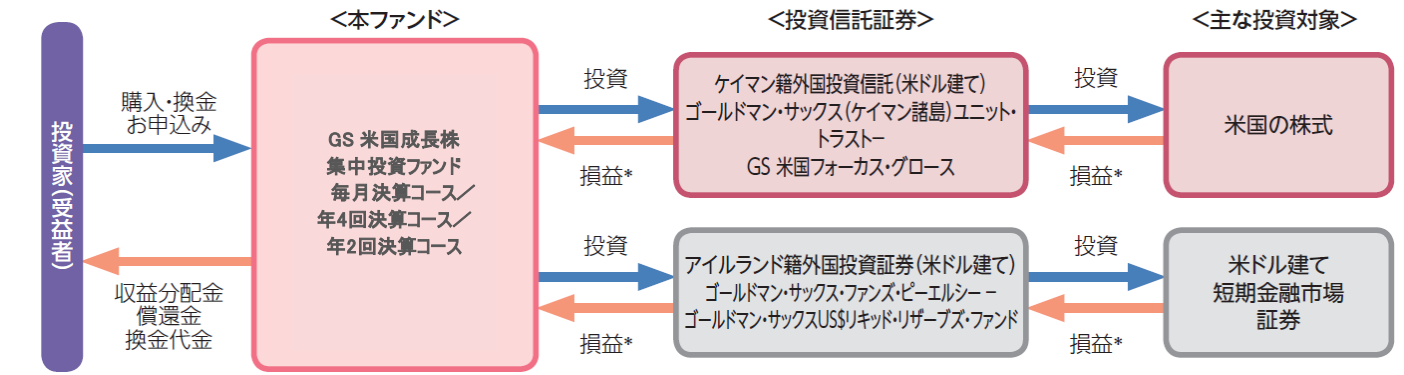 <本ファンド>
<投資信託証券>
<主な投資対象>
投資家(受益者)
購入・換金
お申込み
収益分配金
償還金
換金代金
GS 米国成長株
集中投資ファンド
毎月決算コース／
年4回決算コース／
年2回決算コース
投資
損益*
ケイマン籍外国投資信託(米ドル建て)
ゴールドマン・サックス(ケイマン諸島)ユニット・
トラストー
GS 米国フォーカス・グロース
投資
損益*
米国の株式
投資
損益*
アイルランド籍外国投資証券(米ドル建て)
ゴールドマン・サックス・ファンズ・ピーエルシー－
ゴールドマン・サックスUS$リキッド・リザーブズ・ファンド
投資
損益*
米ドル建て
短期金融市場
証券